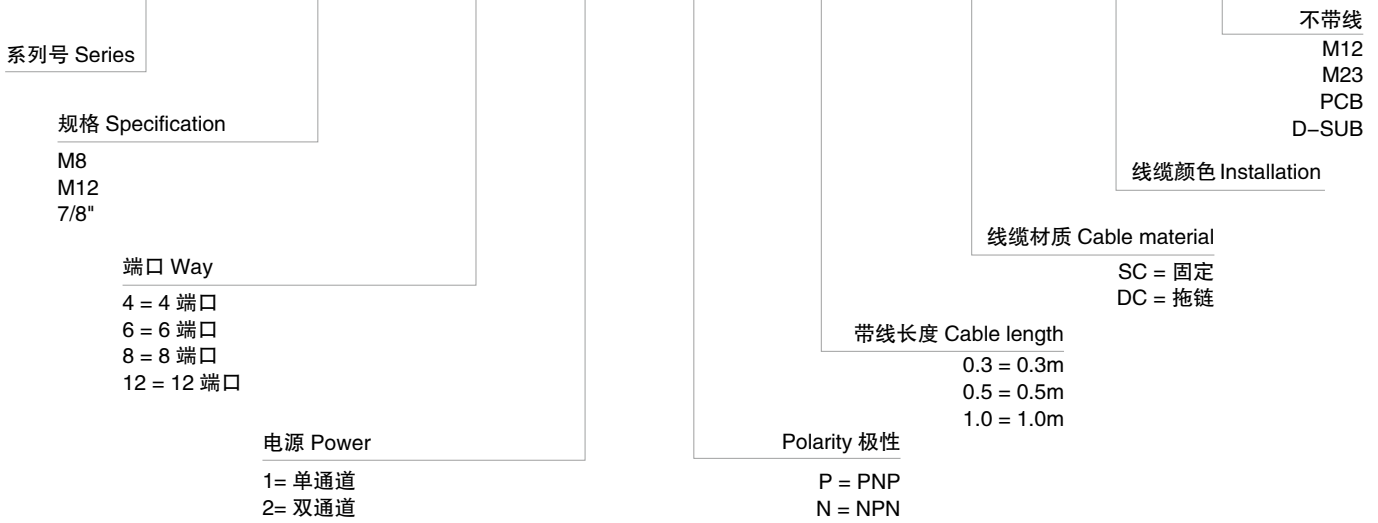 系列号 Series
规格 Specification
M8
M12
7/8"
端口 Way
4 = 4 端口
6 = 6 端口
8 = 8 端口
12 = 12 端口
电源 Power
1= 单通道
2= 双通道
Polarity 极性
P = PNP
N = NPN
带线长度 Cable length
0.3 = 0.3m
0.5 = 0.5m
1.0 = 1.0m
线缆材质 Cable material
SC = 固定
DC = 拖链
线缆颜色 Installation
不带线
M12
M23
PCB
D–SUB